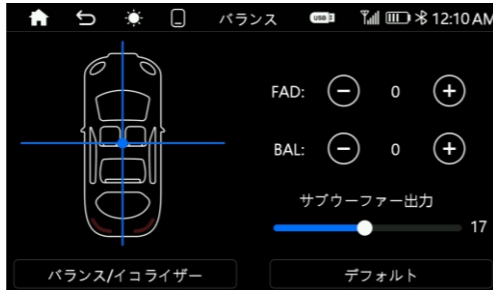 バランス USB 12:10 AM
FAD: 0
BAL: 0
サブウーファー出力
17
バランス/イコライザー デフォルト